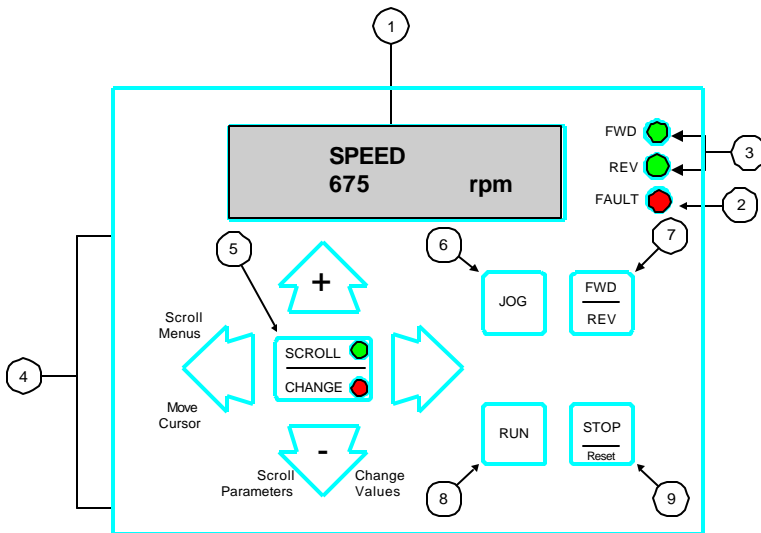 1
SPEED
675 rpm
FWD
REV
FAULT
3
2
5
6
7
+
JOG
FWD
REV
Scroll
Menus
SCROLL
CHANGE
4
Move
Cursor
-
Scroll
Parameters
Change
Values
RUN
STOP
Reset
8
9